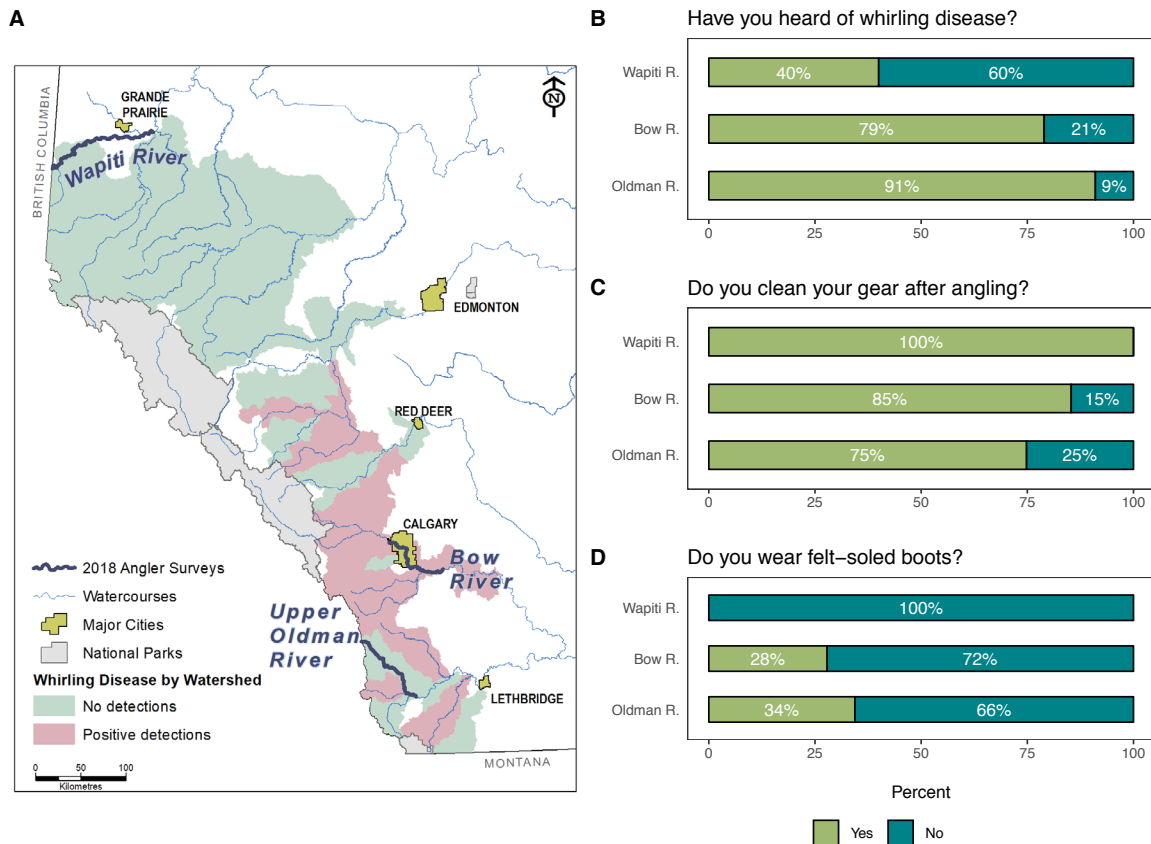 A
BRITISH COLUMBIA
GRANDE
PRAIRIE
N
Wapiti River
EDMONTON
RED DEER
CALGARY
Bow
River
Upper
Oldman
River
LETHBRIDGE
MONTANA
2018 Angler Surveys
Watercourses
Major Cities
National Parks
Whirling Disease by Watershed
No detections
Positive detections
0 50 100
Kilometres
B Have you heard of whirling disease?
Wapiti R. 40% 60%
Bow R. 79% 21%
Oldman R. 91% 9%
0 25 50 75 100
C Do you clean your gear after angling?
Wapiti R. 100%
Bow R. 85% 15%
Oldman R. 75% 25%
0 25 50 75 100
D Do you wear felt–soled boots?
Wapiti R. 100%
Bow R. 28% 72%
Oldman R. 34% 66%
0 25 50 75 100
Percent
Yes No